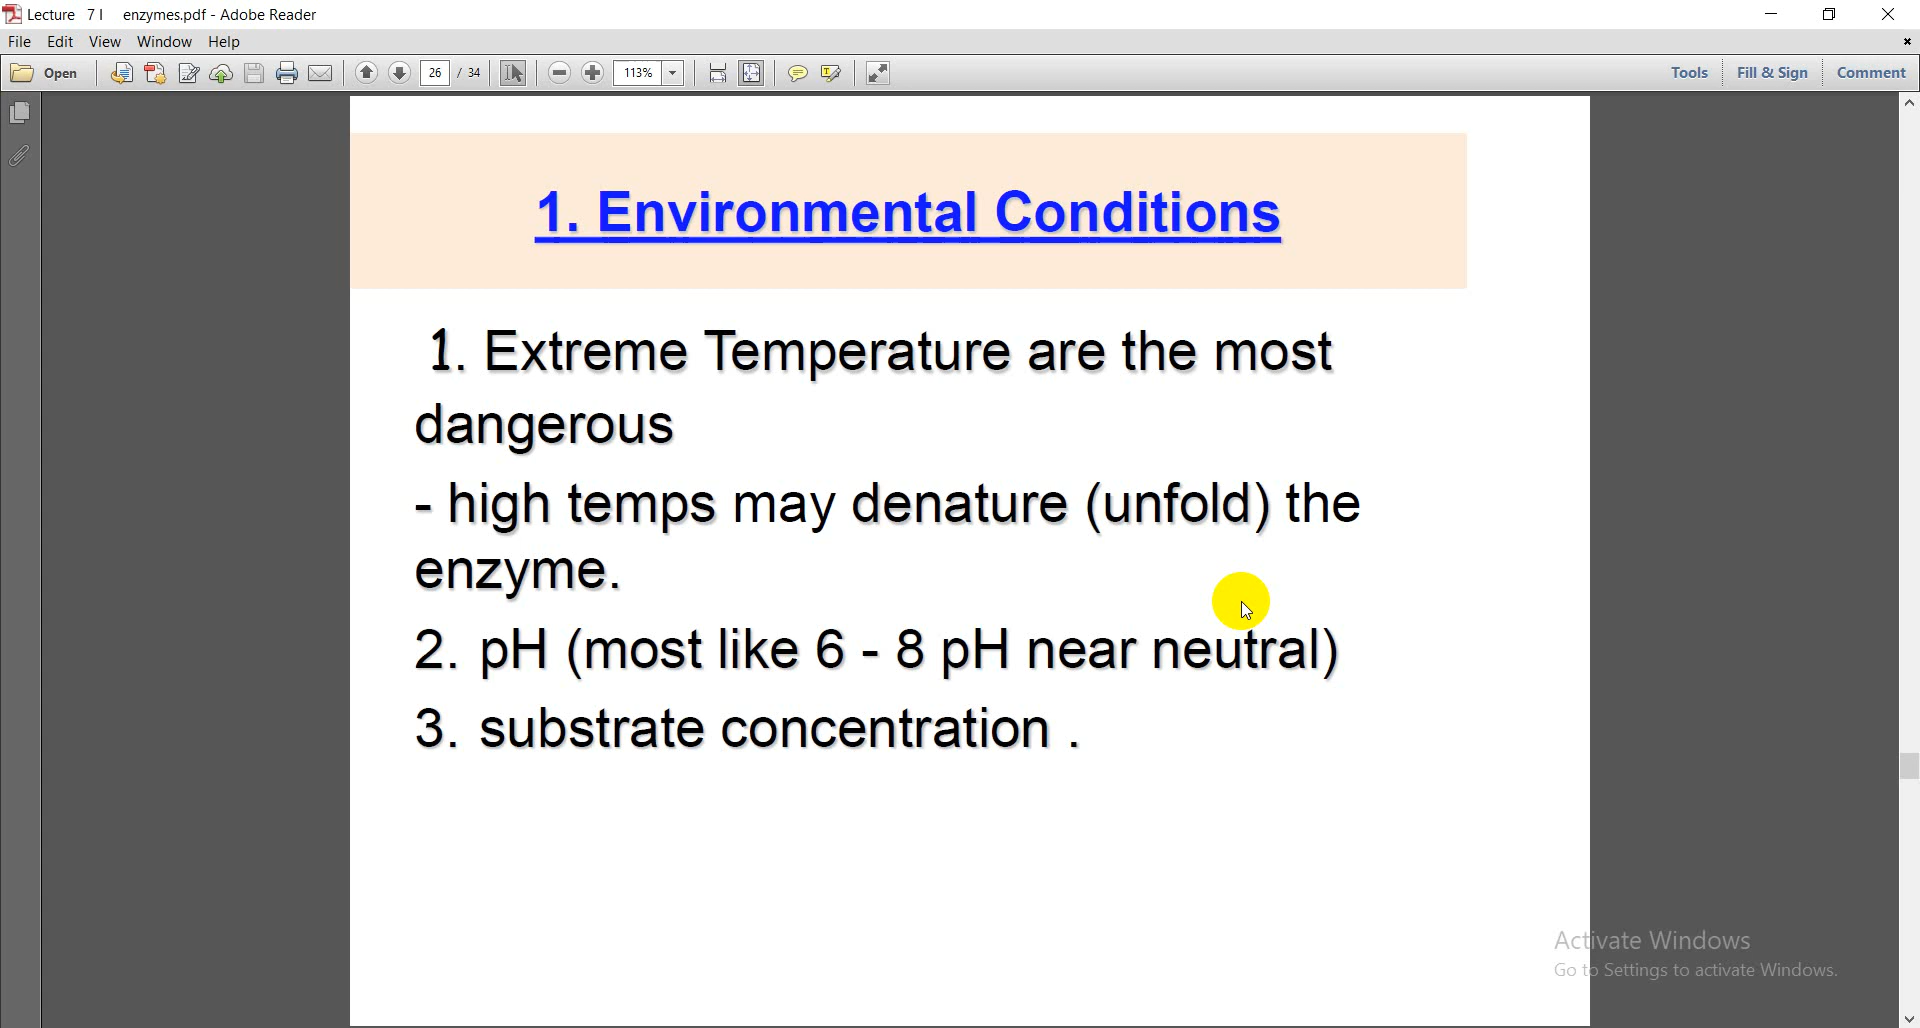 Lecture 7 I enzymes.pdf - Adobe Reader
File Edit View Window Help
Open 26 / 34 113% Tools Fill & Sign Comment
1. Environmental Conditions
1. Extreme Temperature are the most
dangerous
- high temps may denature (unfold) the
enzyme.
2. pH (most like 6 - 8 pH near neutral)
3. substrate concentration .
Activate Windows
Go to Settings to activate Windows.